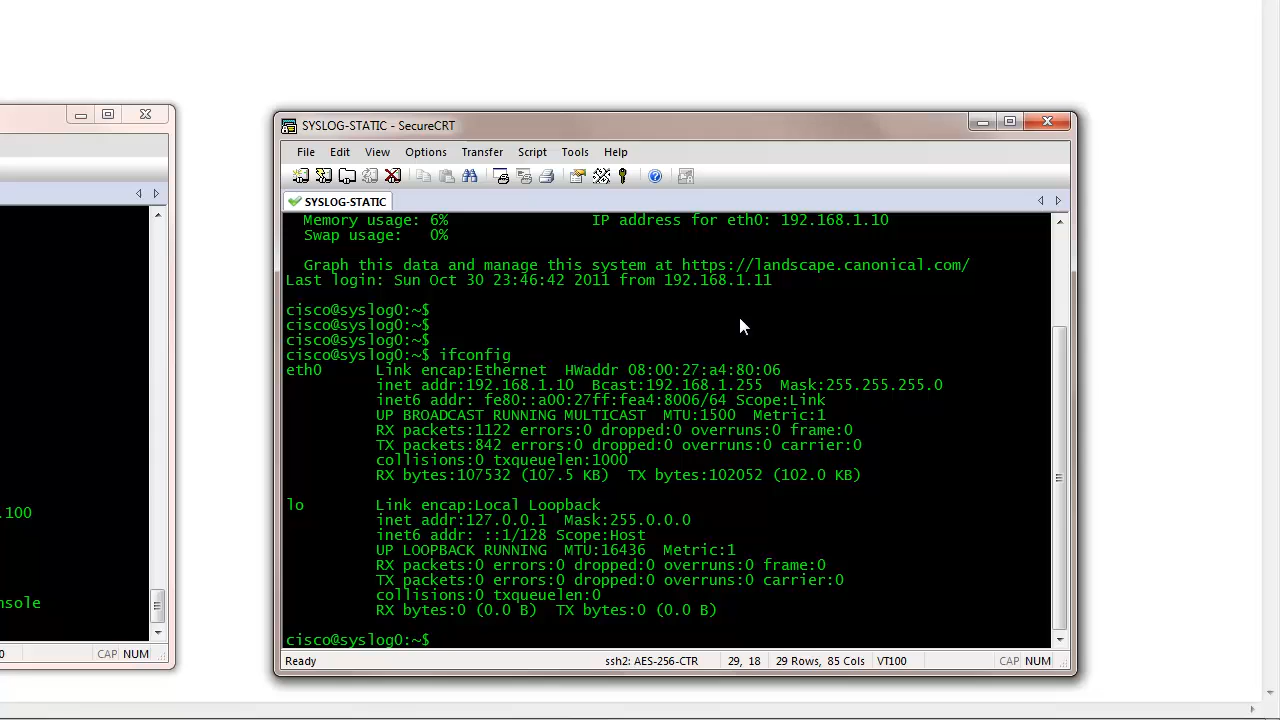 SYSLOG-STATIC - SecureCRT
File Edit View Options Transfer Script Tools Help
SYSLOG-STATIC
Memory usage: 6% IP address for eth0: 192.168.1.10
Swap usage: 0%
Graph this data and manage this system at https://landscape.canonical.com/
Last login: Sun Oct 30 23:46:42 2011 from 192.168.1.11
cisco@syslog0:~$
cisco@syslog0:~$
cisco@syslog0:~$
cisco@syslog0:~$ ifconfig
eth0 Link encap:Ethernet HWaddr 08:00:27:a4:80:06
inet addr:192.168.1.10 Bcast:192.168.1.255 Mask:255.255.255.0
inet6 addr: fe80::a00:27ff:fea4:8006/64 Scope:Link
UP BROADCAST RUNNING MULTICAST MTU:1500 Metric:1
RX packets:1122 errors:0 dropped:0 overruns:0 frame:0
TX packets:842 errors:0 dropped:0 overruns:0 carrier:0
collisions:0 txqueuelen:1000
RX bytes:107532 (107.5 KB) TX bytes:102052 (102.0 KB)
lo Link encap:Local Loopback
inet addr:127.0.0.1 Mask:255.0.0.0
inet6 addr: ::1/128 Scope:Host
UP LOOPBACK RUNNING MTU:16436 Metric:1
RX packets:0 errors:0 dropped:0 overruns:0 frame:0
TX packets:0 errors:0 dropped:0 overruns:0 carrier:0
collisions:0 txqueuelen:0
RX bytes:0 (0.0 B) TX bytes:0 (0.0 B)
cisco@syslog0:~$
Ready ssh2: AES-256-CTR 29, 18 29 Rows, 85 Cols VT100 CAP NUM
.100
nsole
0 CAP NUM